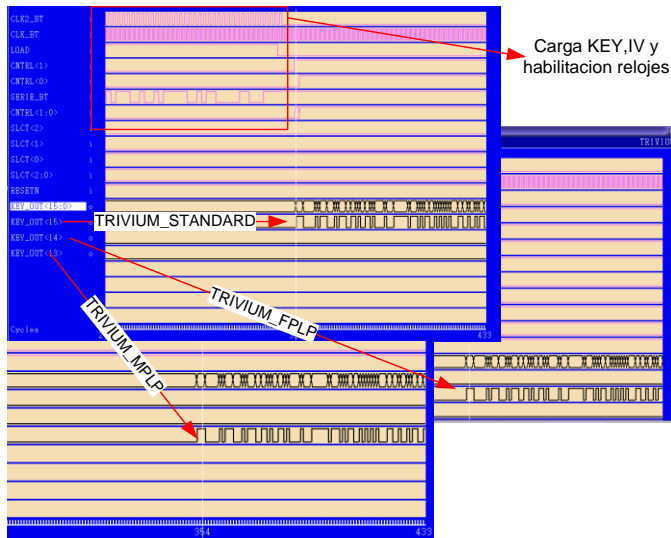 CLK2_BT
CLK_BT
LOAD
CNTRL<1>
CNTRL<0>
SERIE_BT
CNTRL<1:0>
SLCT<2>
SLCT<1>
SLCT<0>
SLCT<2:0>
RESETN
KEY_OUT<15:0>
KEY_OUT<15>
KEY_OUT<14>
KEY_OUT<13>
Cycles
433
Carga KEY,IV y
habilitacion relojes
TRIVIUM_STANDARD
TRIVIUM_FPLP
TRIVIUM_MPLP
354
433